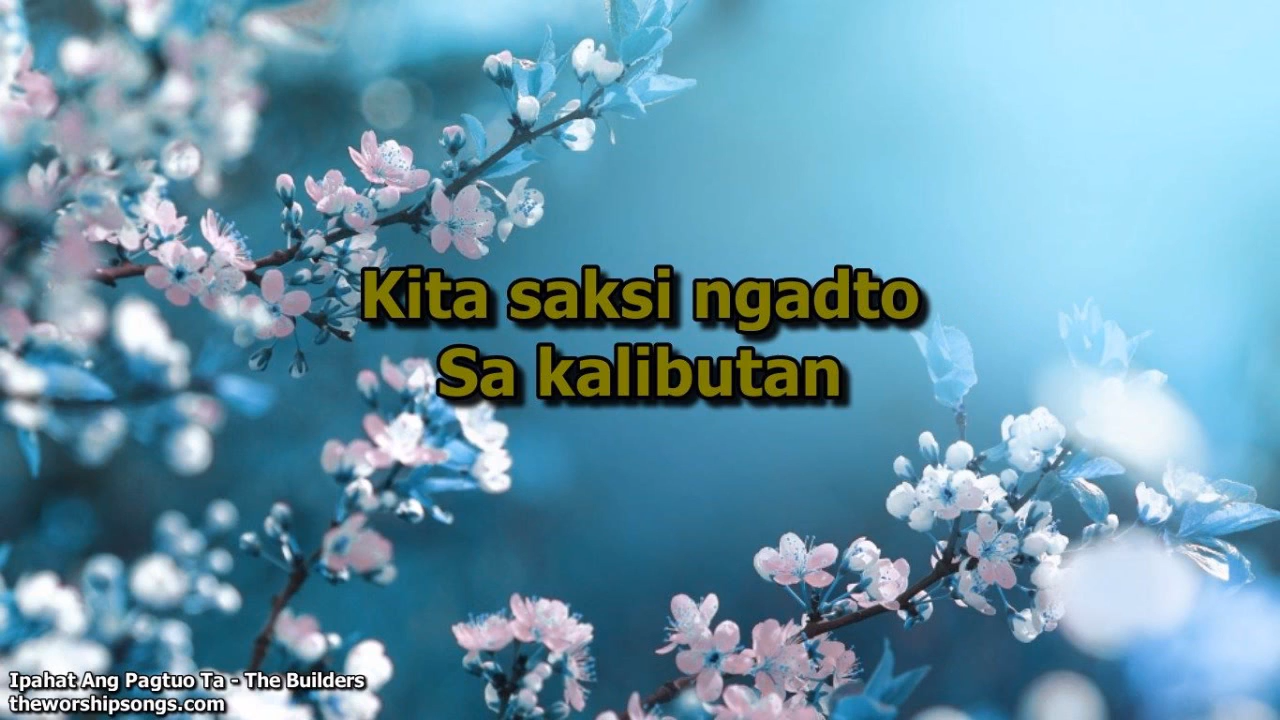 Kita saksi ngadto
Sa kalibutan
Ipahat Ang Pagtuo Ta - The Builders
theworshipsongs.com